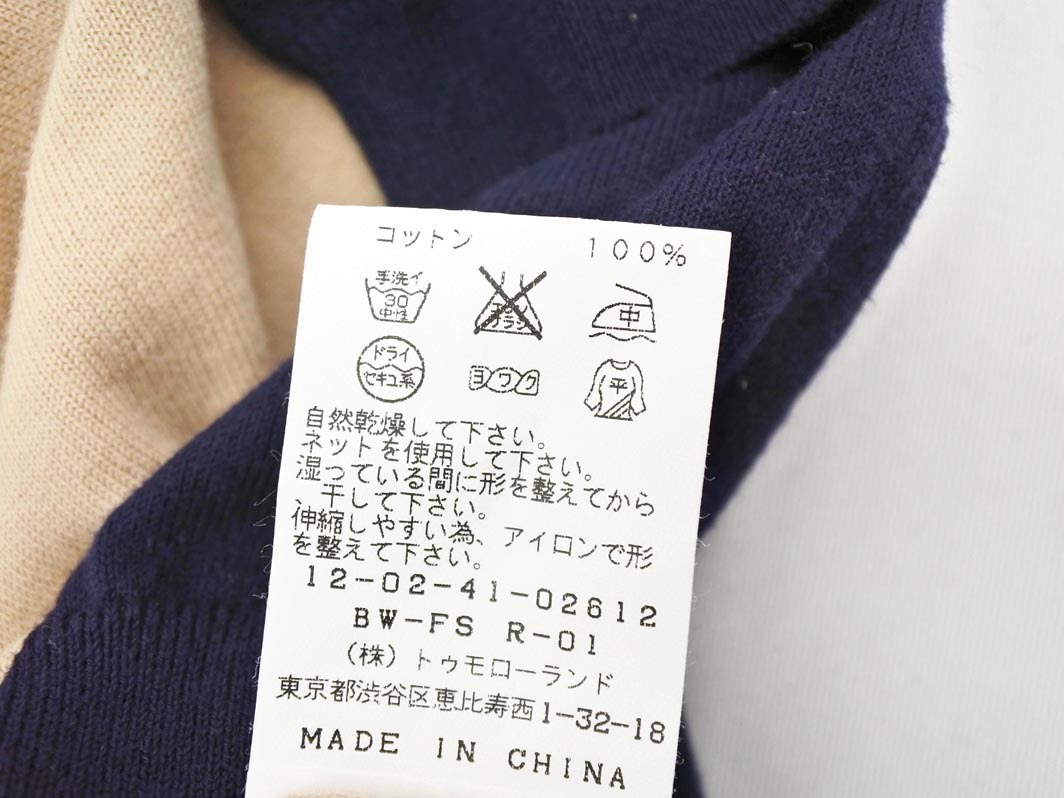 コットン 100%
手洗イ
30
中性
エンソ
サラシ
中
ドライ
セキユ系
ヨワク
平
自然乾燥して下さい。
ネットを使用して下さい。
湿っている間に形を整えてから
、干して下さい。
伸縮しやすい為、アイロンで形
を整えて下さい。
12-02-41-02612
BW-FS R-01
(株)トゥモローランド
東京都渋谷区恵比寿西1-32-18
MADE IN CHINA